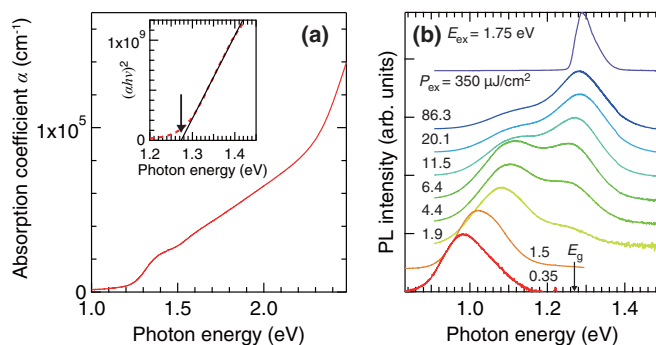 (a)
Absorption coefficient α (cm⁻¹)
1x10⁵
1.0 1.5 2.0
Photon energy (eV)
(αhν)²
1x10⁹
0
1.2 1.3 1.4
Photon energy (eV)
(b)
PL intensity (arb. units)
E_ex = 1.75 eV
P_ex = 350 μJ/cm²
86.3
20.1
11.5
6.4
4.4
1.9
1.5
0.35
E_g
1.0 1.2 1.4
Photon energy (eV)